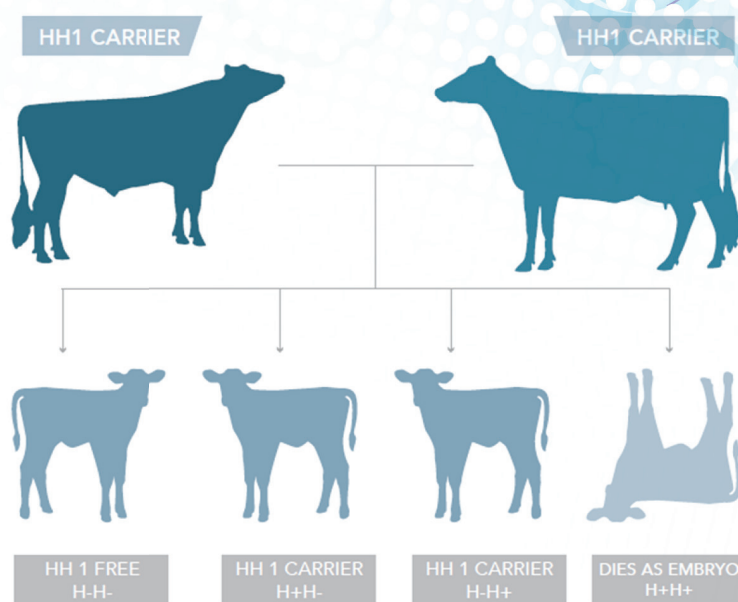 HH1 CARRIER
HH1 CARRIER
HH 1 FREE
H-H-
HH 1 CARRIER
H+H-
HH 1 CARRIER
H-H+
DIES AS EMBRYO
H+H+